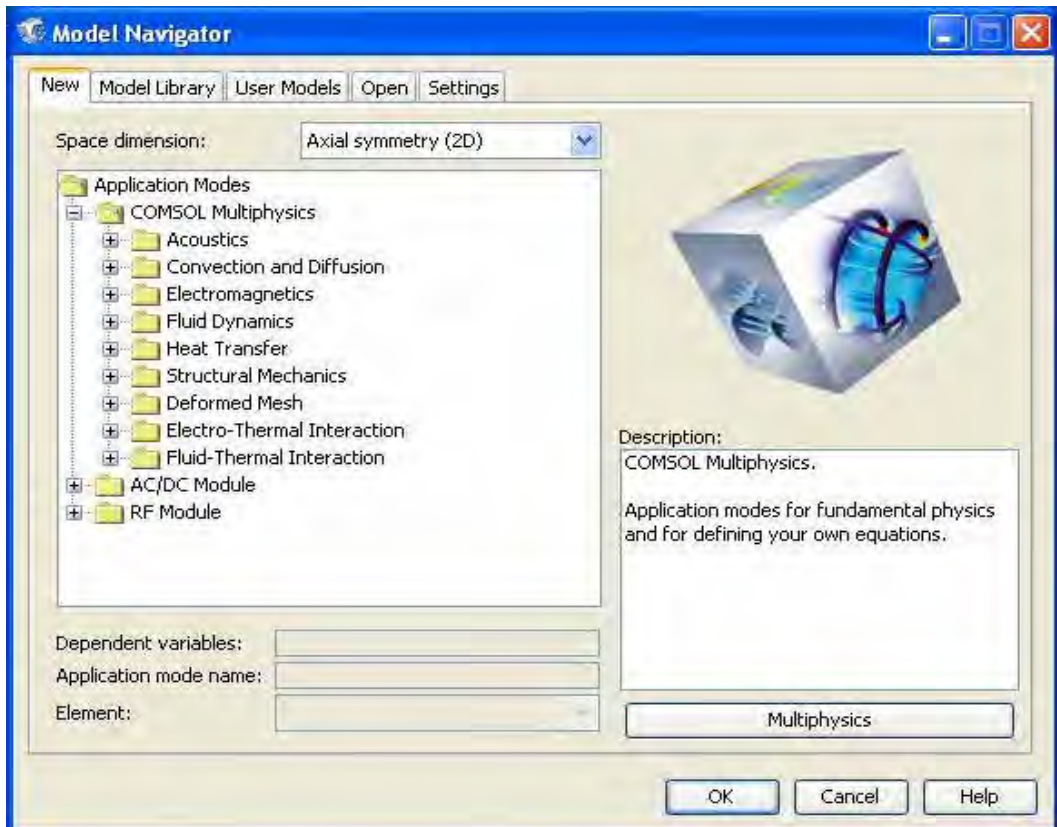 Model Navigator
New Model Library User Models Open Settings
Space dimension: Axial symmetry (2D)
Application Modes
COMSOL Multiphysics
Acoustics
Convection and Diffusion
Electromagnetics
Fluid Dynamics
Heat Transfer
Structural Mechanics
Deformed Mesh
Electro-Thermal Interaction
Fluid-Thermal Interaction
AC/DC Module
RF Module
Description:
COMSOL Multiphysics.
Application modes for fundamental physics
and for defining your own equations.
Dependent variables:
Application mode name:
Element:
Multiphysics
OK Cancel Help